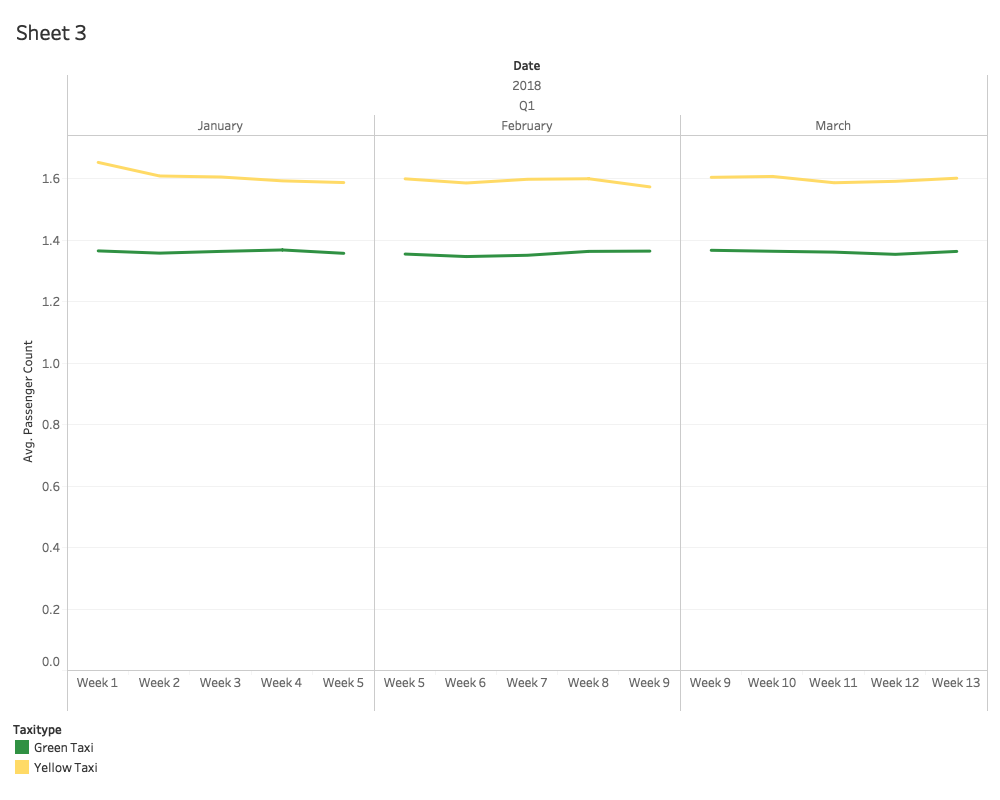 Sheet 3
Date
2018
Q1
January February March
1.6
1.4
1.2
1.0
0.8
0.6
0.4
0.2
0.0
Avg. Passenger Count
Week 1 Week 2 Week 3 Week 4 Week 5 Week 5 Week 6 Week 7 Week 8 Week 9 Week 9 Week 10 Week 11 Week 12 Week 13
Taxitype
Green Taxi
Yellow Taxi